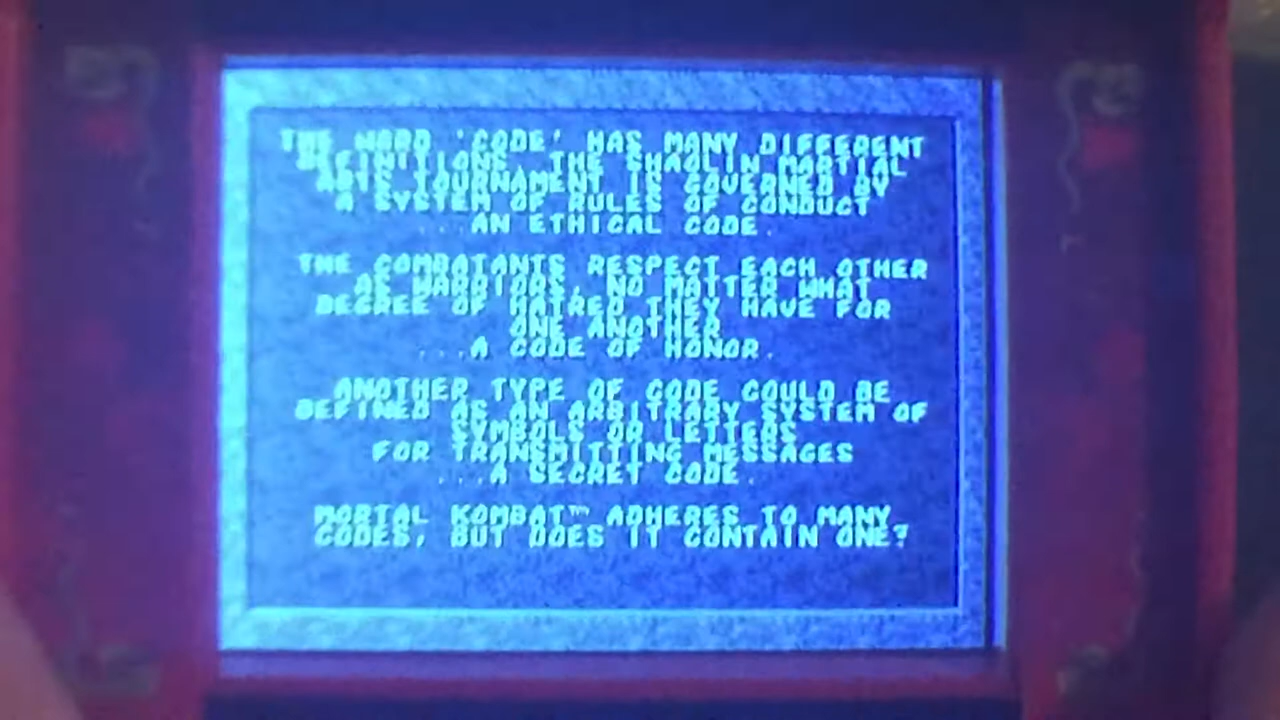 THE WORD 'CODE' HAS MANY DIFFERENT
DEFINITIONS. THE SHAOLIN MARTIAL
ARTS TOURNAMENT IS GOVERNED BY
A SYSTEM OF RULES OF CONDUCT
...AN ETHICAL CODE.
THE COMBATANTS RESPECT EACH OTHER
AS WARRIORS, NO MATTER WHAT
DEGREE OF HATRED THEY HAVE FOR
ONE ANOTHER
...A CODE OF HONOR.
ANOTHER TYPE OF CODE COULD BE
DEFINED AS AN ARBITRARY SYSTEM OF
SYMBOLS OR LETTERS
FOR TRANSMITTING MESSAGES
...A SECRET CODE.
MORTAL KOMBAT™ ADHERES TO MANY
CODES, BUT DOES IT CONTAIN ONE?